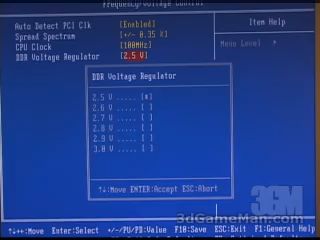 Frequency/Voltage Control
Auto Detect PCI Clk [Enabled]
Spread Spectrum [+/- 0.35 %]
CPU Clock [100MHz]
DDR Voltage Regulator [2.5 V]
Item Help
Menu Level
DDR Voltage Regulator
2.5 V ..... [■]
2.6 V ..... [ ]
2.7 V ..... [ ]
2.8 V ..... [ ]
2.9 V ..... [ ]
3.0 V ..... [ ]
↑↓:Move ENTER:Accept ESC:Abort
3GM
www.3dGameMan.com
↑↓→←:Move Enter:Select +/-/PU/PD:Value F10:Save ESC:Exit F1:General Help